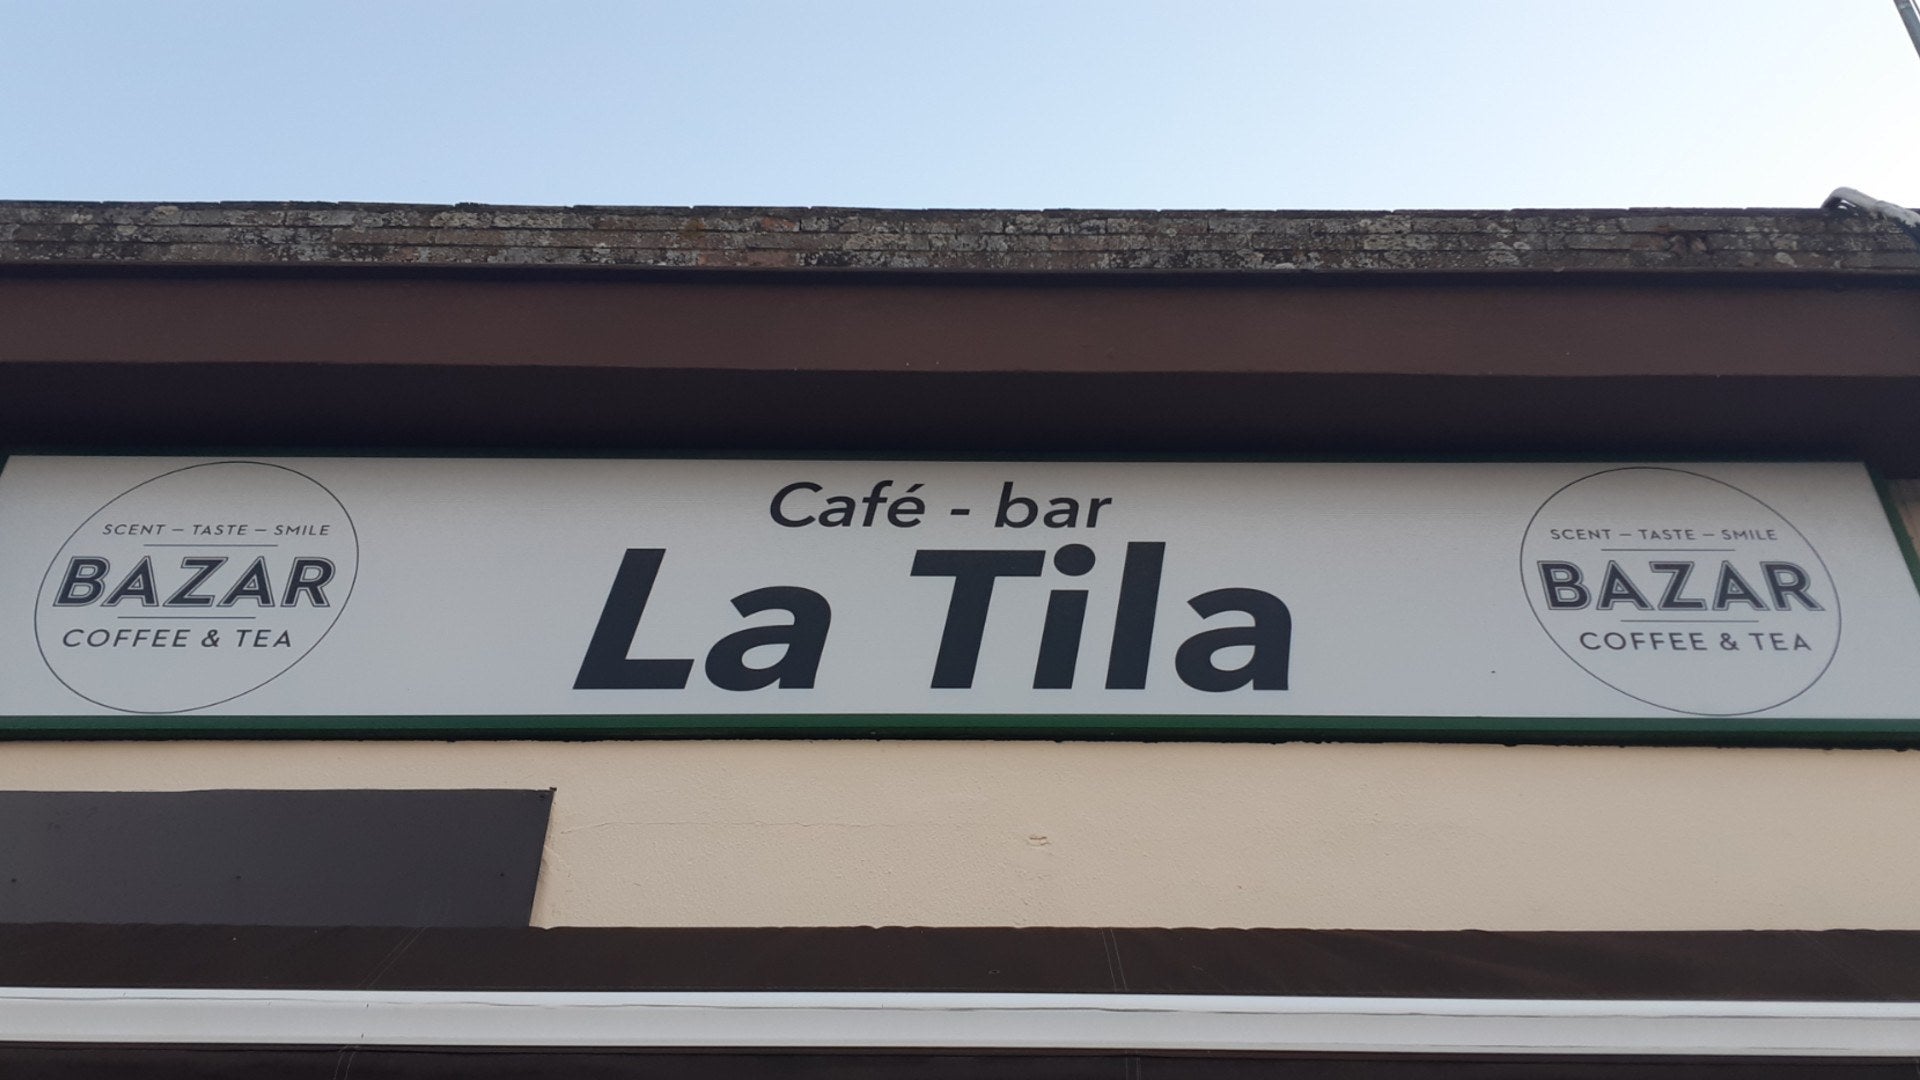 SCENT – TASTE – SMILE
BAZAR
COFFEE & TEA
Café - bar
La Tila
SCENT – TASTE – SMILE
BAZAR
COFFEE & TEA